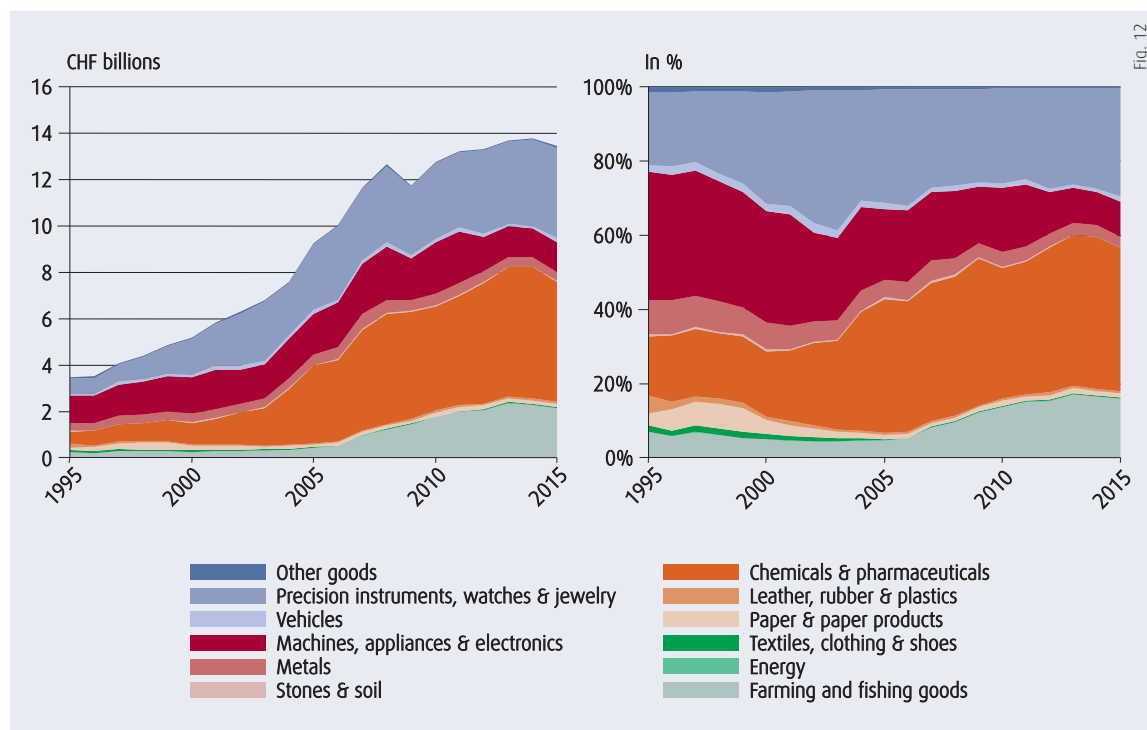 Fig. 12
CHF billions
16
14
12
10
8
6
4
2
0
1995
2000
2005
2010
2015
In %
100%
80%
60%
40%
20%
0%
1995
2000
2005
2010
2015
Other goods
Precision instruments, watches & jewelry
Vehicles
Machines, appliances & electronics
Metals
Stones & soil
Chemicals & pharmaceuticals
Leather, rubber & plastics
Paper & paper products
Textiles, clothing & shoes
Energy
Farming and fishing goods